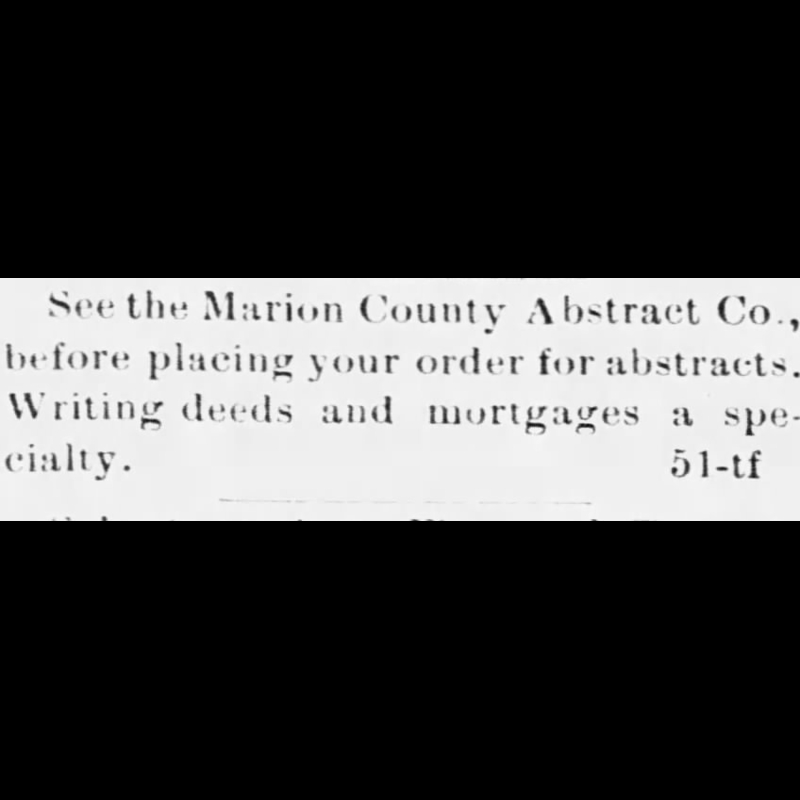 See the Marion County Abstract Co.,
before placing your order for abstracts.
Writing deeds and mortgages a spe-
cialty. 51-tf